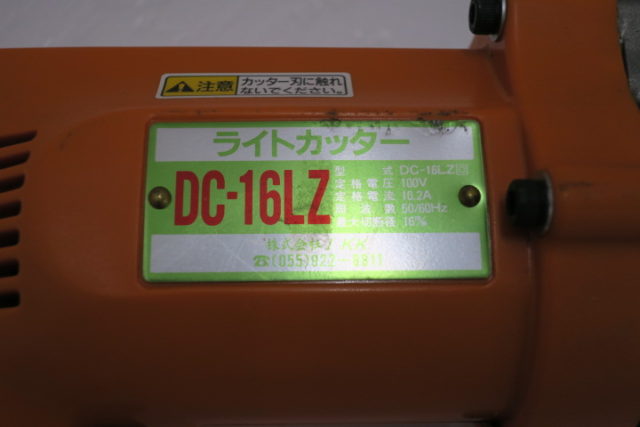 注意
カッター刃に触れ
ないでください。
ライトカッター
DC-16LZ
型式 DC-16LZ
定格電圧 100V
定格電流 10.2A
周波数 50/60Hz
最大切断径 16%
株式会社
☎(055)922-8811